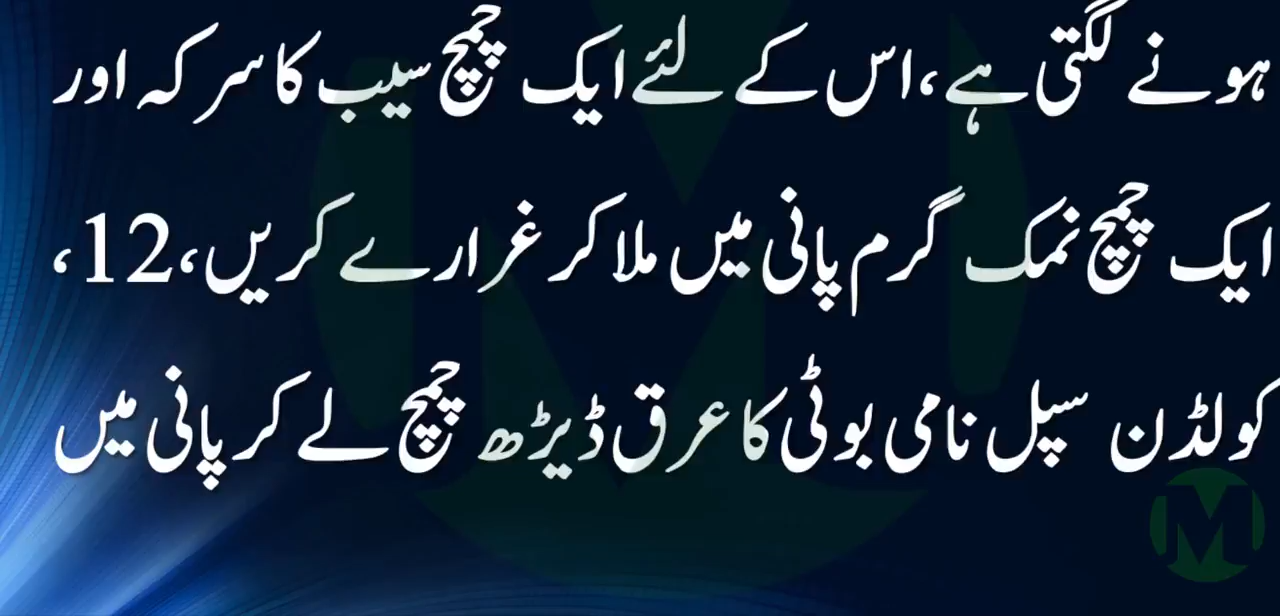 ہونے لگتی ہے،اس کے لئے ایک چمچ سیب کا سرکہ اور
ایک چمچ نمک گرم پانی میں ملا کر غرارے کریں،12،
کولڈن سپل نامی بوٹی کا عرق ڈیڑھ چمچ لے کر پانی میں
M